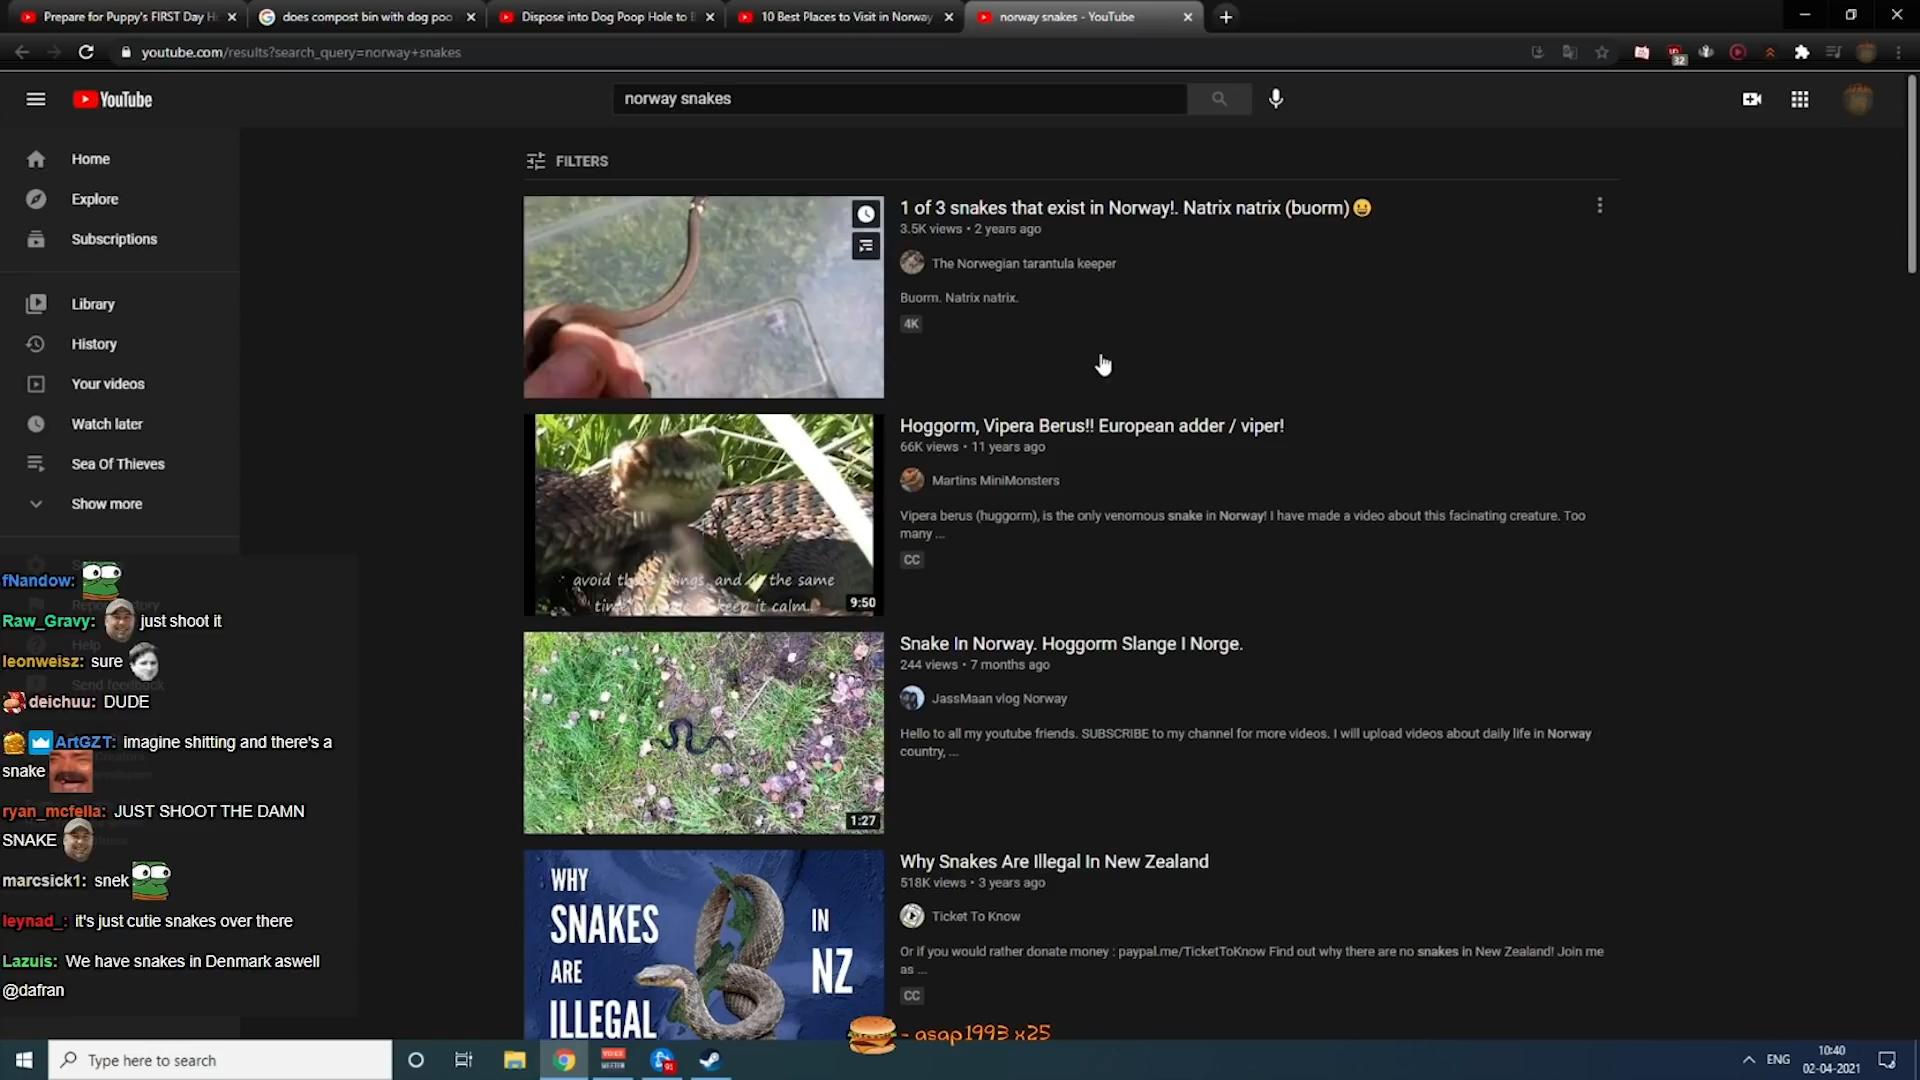 Prepare for Puppy's FIRST Day H
does compost bin with dog poo
Dispose into Dog Poop Hole to
10 Best Places to Visit in Norway
norway snakes - YouTube
youtube.com/results?search_query=norway+snakes
32
YouTube
norway snakes
Home
Explore
Subscriptions
Library
History
Your videos
Watch later
Sea Of Thieves
Show more
Help
Send feedback
FILTERS
1 of 3 snakes that exist in Norway!. Natrix natrix (buorm)😀
3.5K views • 2 years ago
The Norwegian tarantula keeper
Buorm. Natrix natrix.
4K
avoid and the same
keep it calm.
9:50
Hoggorm, Vipera Berus!! European adder / viper!
66K views • 11 years ago
Martins MiniMonsters
Vipera berus (huggorm), is the only venomous snake in Norway! I have made a video about this facinating creature. Too
many ...
CC
1:27
Snake In Norway. Hoggorm Slange I Norge.
244 views • 7 months ago
JassMaan vlog Norway
Hello to all my youtube friends. SUBSCRIBE to my channel for more videos. I will upload videos about daily life in Norway
country, ...
WHY
SNAKES
ARE
ILLEGAL
IN
NZ
Why Snakes Are Illegal In New Zealand
518K views • 3 years ago
Ticket To Know
Or if you would rather donate money : paypal.me/TicketToKnow Find out why there are no snakes in New Zealand! Join me
as ...
CC
fNandow:
Raw_Gravy: just shoot it
leonweisz: sure
deichuu: DUDE
ArtGZT: imagine shitting and there's a
snake
ryan_mcfella: JUST SHOOT THE DAMN
SNAKE
marcsick1: snek
leynad_: it's just cutie snakes over there
Lazuis: We have snakes in Denmark aswell
@dafran
- asap1993 x25
Type here to search
91
ENG
10:40
02-04-2021